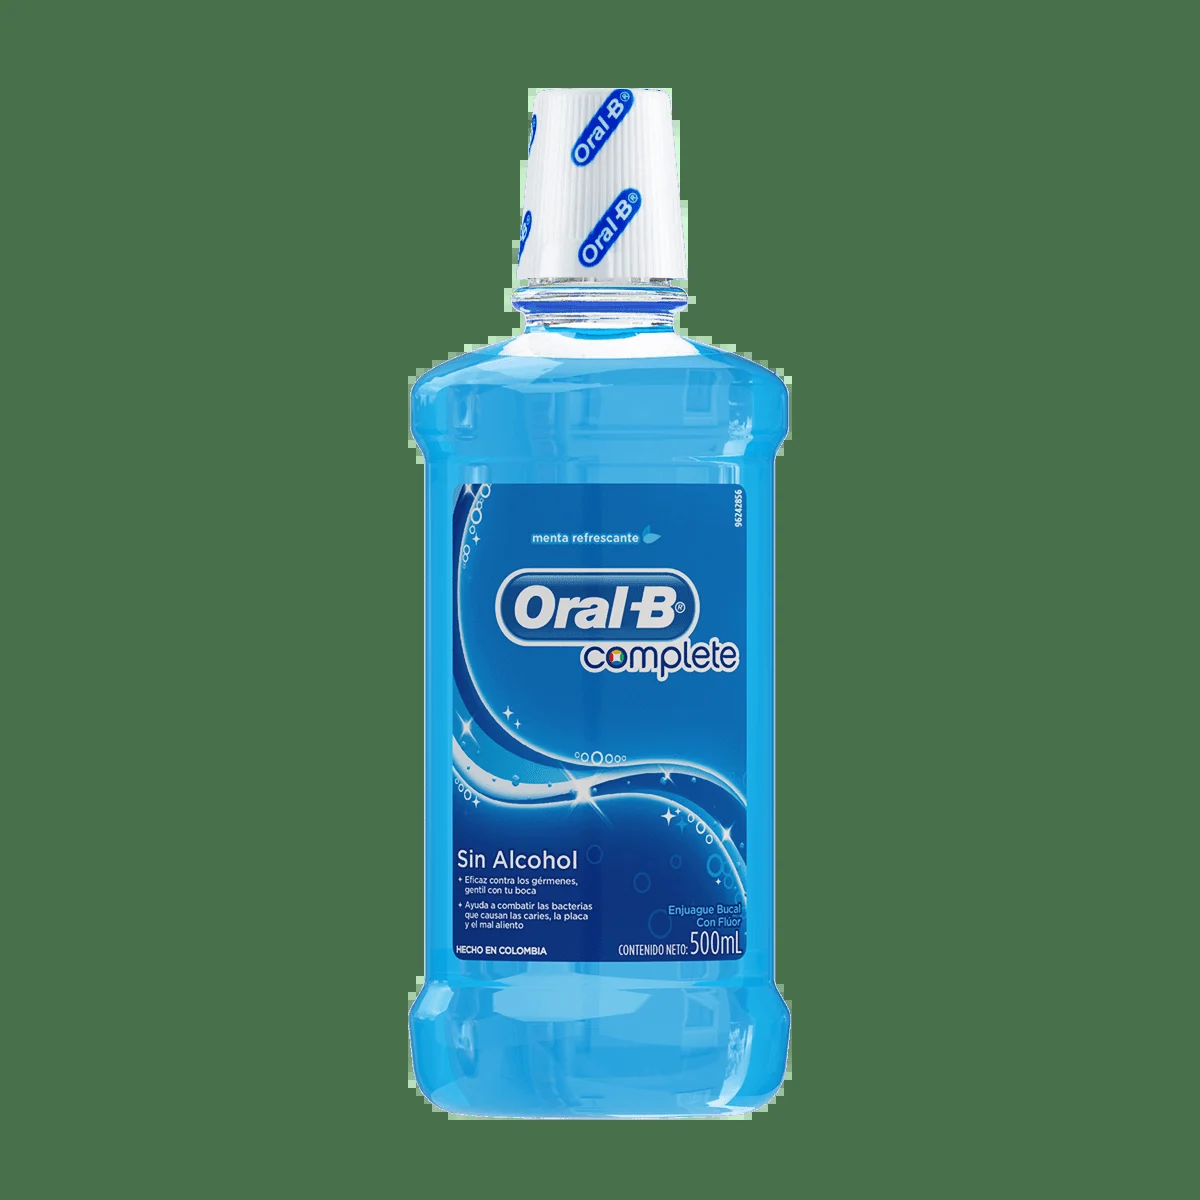 Oral-B®
Oral-B®
96242856
menta refrescante
Oral-B®
complete
Sin Alcohol
+ Eficaz contra los gérmenes,
gentil con tu boca
+ Ayuda a combatir las bacterias
que causan las caries, la placa
y el mal aliento
Enjuague Bucal
Con Flúor
HECHO EN COLOMBIA
CONTENIDO NETO: 500mL